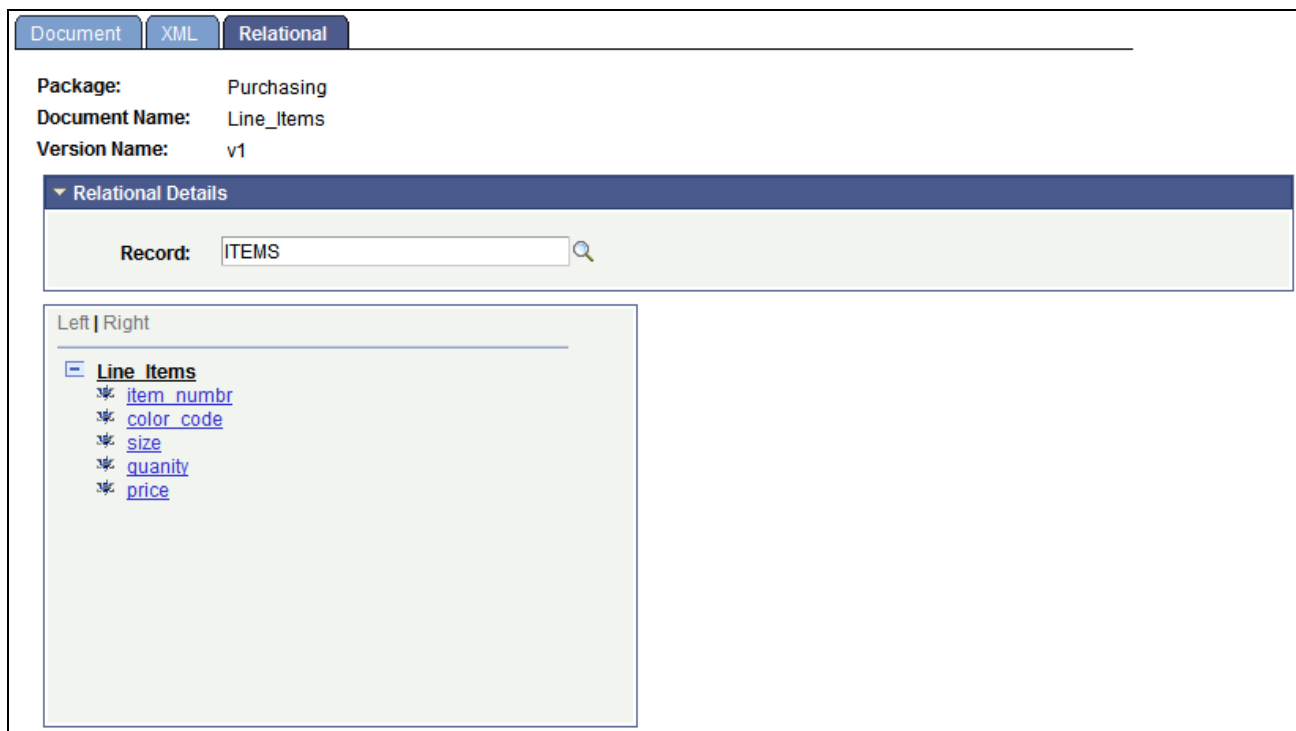 Document XML Relational
Package: Purchasing
Document Name: Line_Items
Version Name: v1
Relational Details
Record: ITEMS
Left | Right
Line_Items
item_numbr
color_code
size
quanity
price